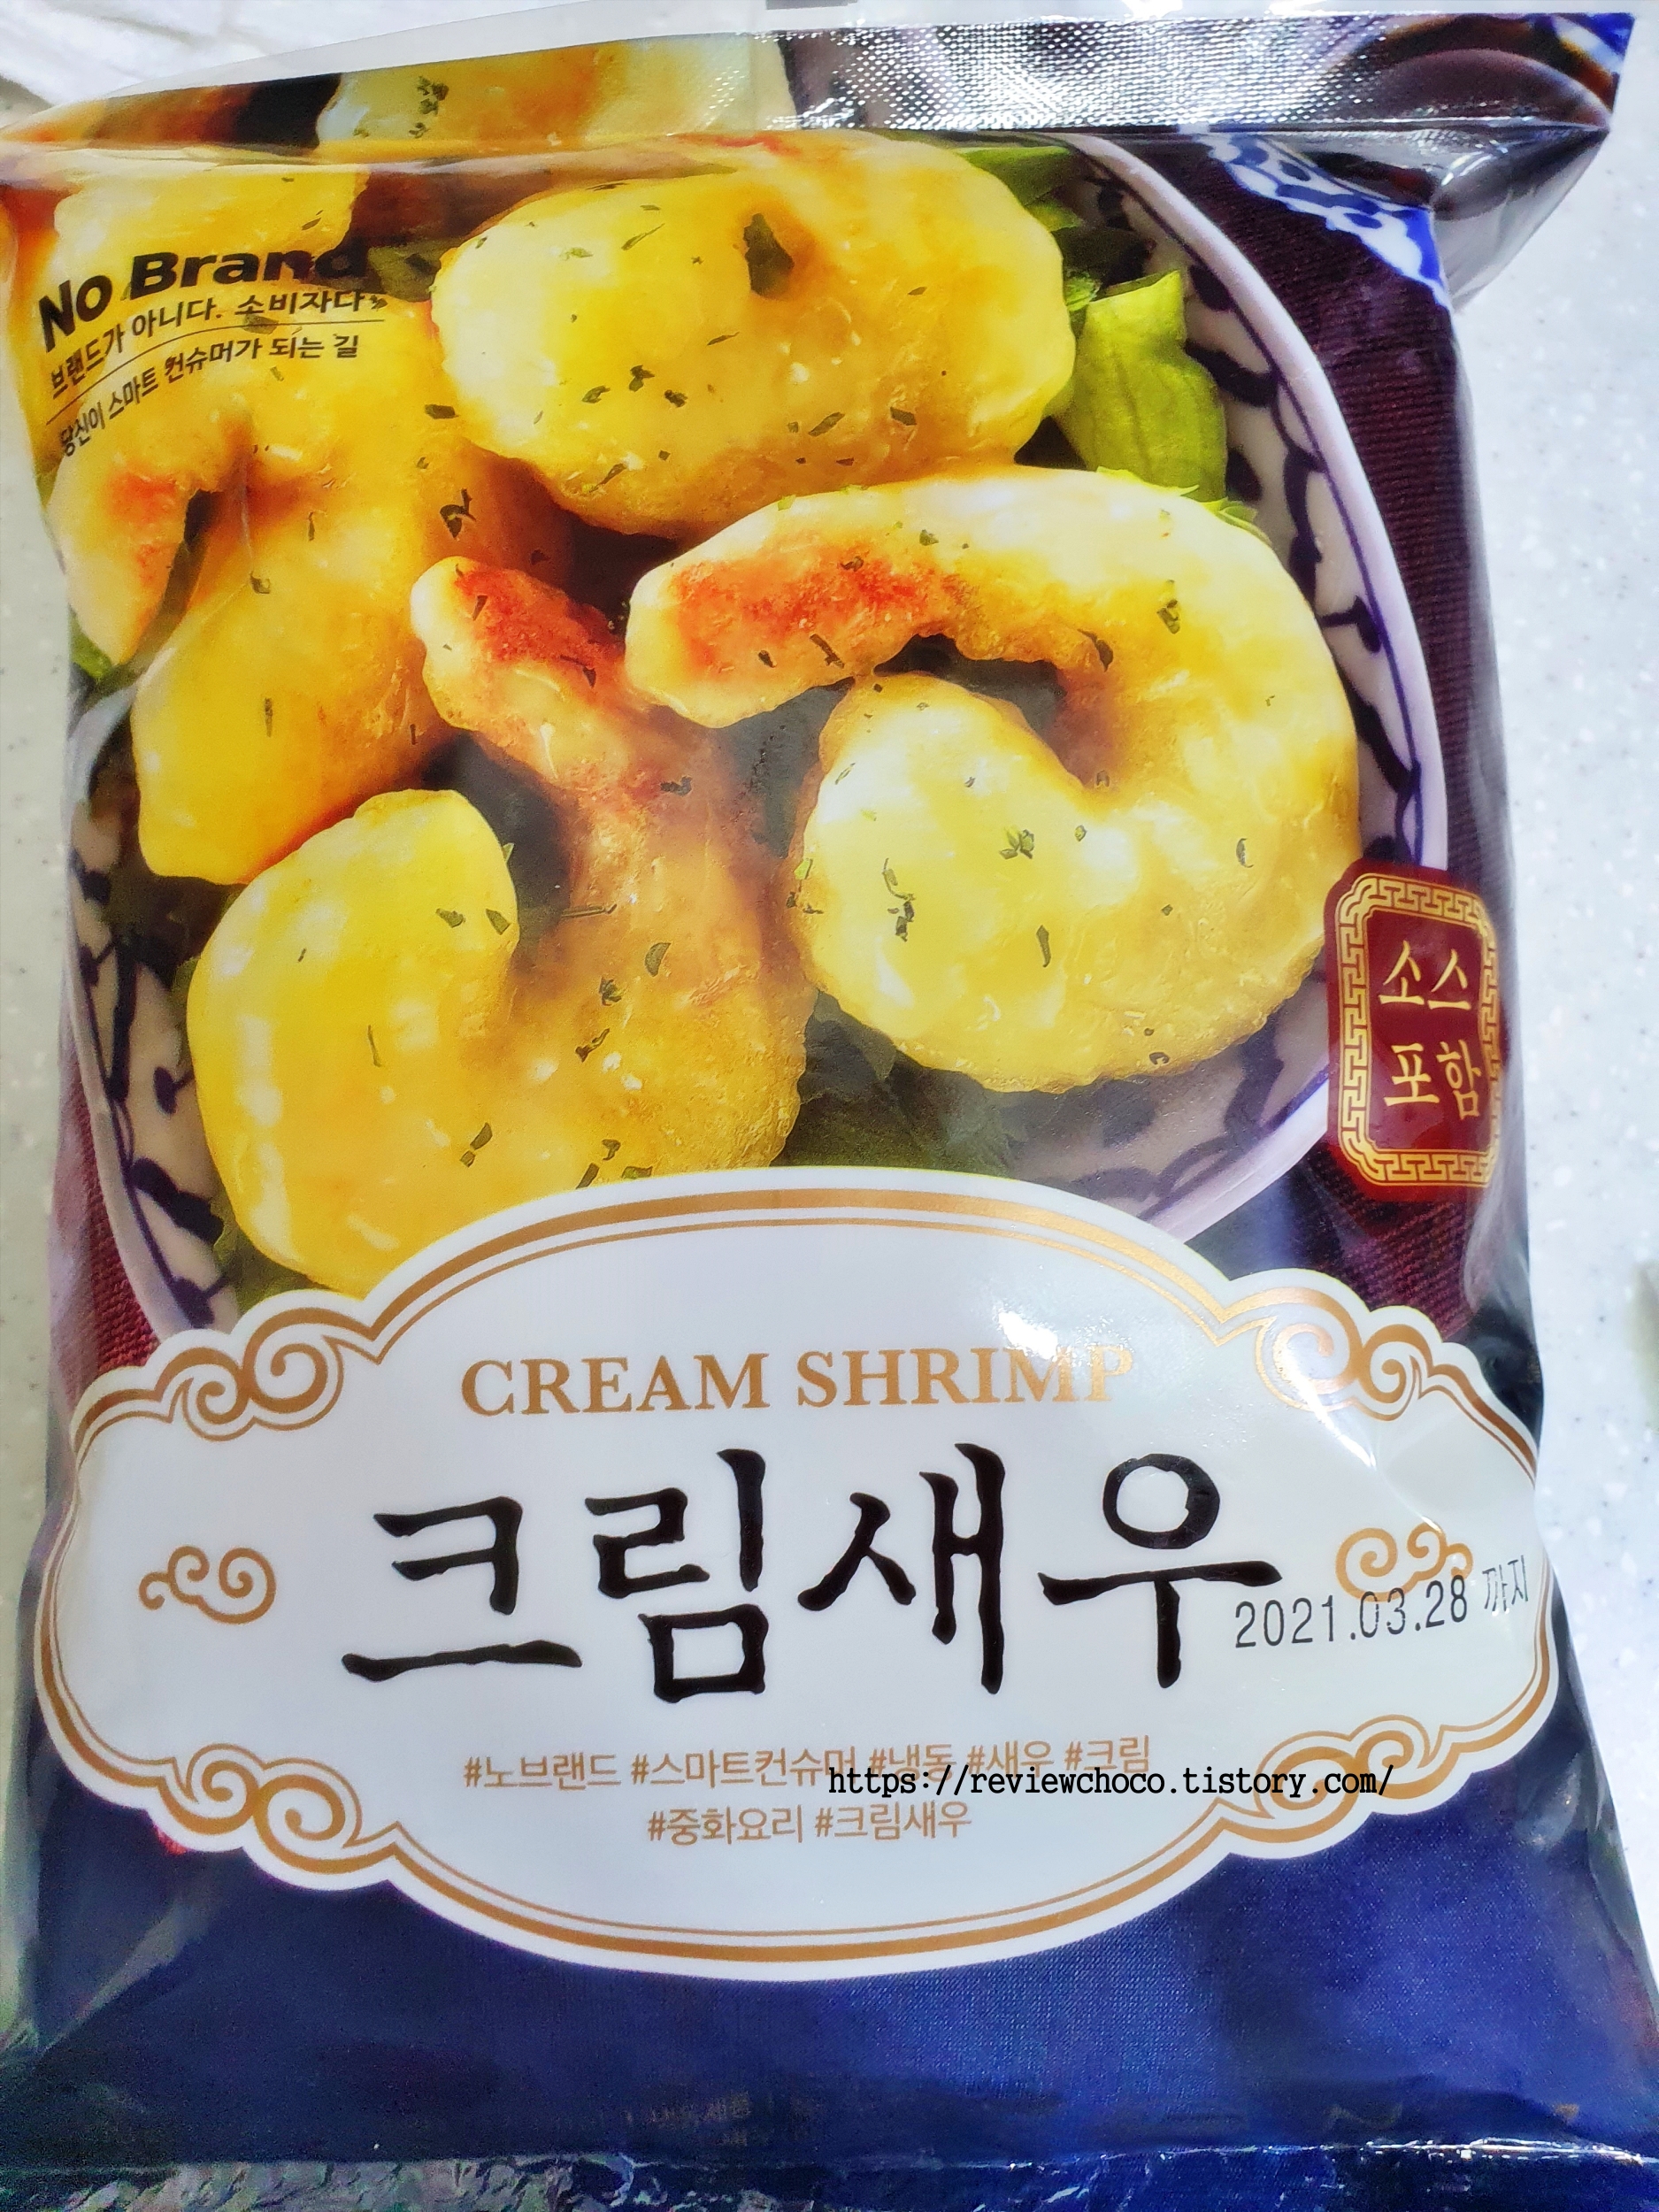 No Brand
브랜드가 아니다. 소비자다.
당신이 스마트 컨슈머가 되는 길
소스
포함
CREAM SHRIMP
크림새우
2021.03.28 까지
#노브랜드 #스마트컨슈머 #냉동 #새우 #크림
https://reviewchoco.tistory.com/
#중화요리 #크림새우